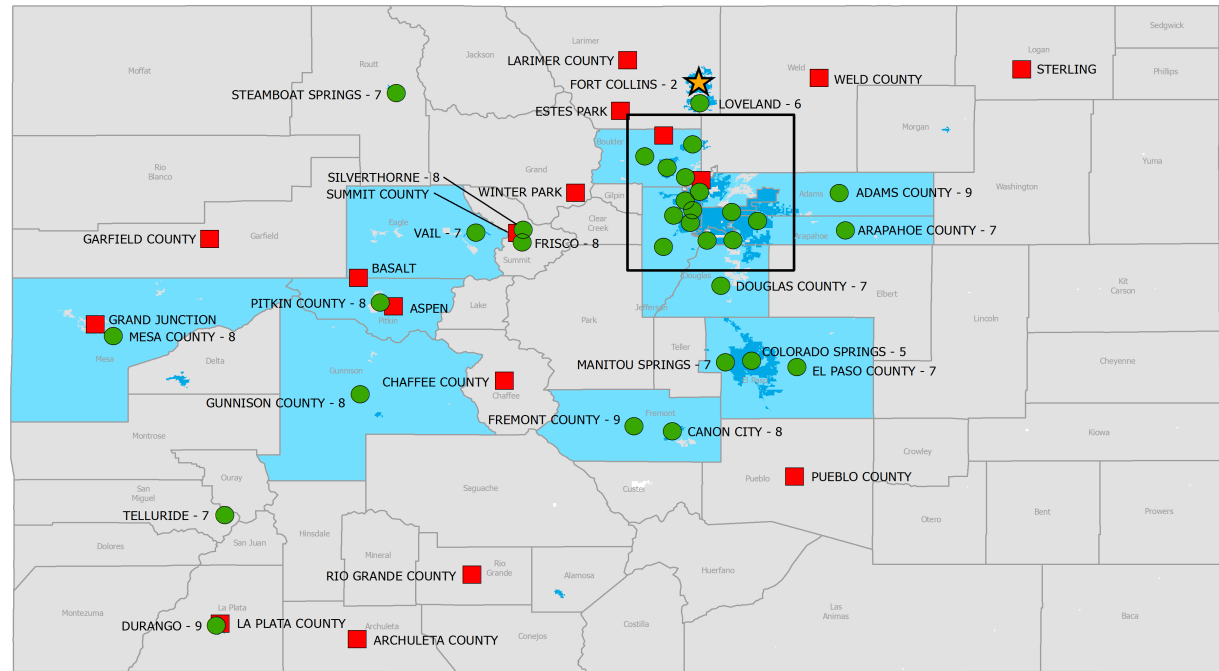 Sedgwick
Larimer
Logan
Jackson
LARIMER COUNTY
Weld
STERLING
Moffat
Routt
Phillips
FORT COLLINS - 2
WELD COUNTY
STEAMBOAT SPRINGS - 7
LOVELAND - 6
ESTES PARK
Morgan
Boulder
Grand
Yuma
Rio
Blanco
SILVERTHORNE - 8
Washington
SUMMIT COUNTY
WINTER PARK
Gilpin
Adams
ADAMS COUNTY - 9
Eagle
Clear
Creek
VAIL - 7
ARAPAHOE COUNTY - 7
GARFIELD COUNTY
Garfield
FRISCO - 8
Arapahoe
Summit
BASALT
Douglas
Kit
Carson
DOUGLAS COUNTY - 7
Elbert
PITKIN COUNTY - 8
ASPEN
Lake
Jefferson
Pitkin
Park
GRAND JUNCTION
Lincoln
MESA COUNTY - 8
Teller
Mesa
Delta
COLORADO SPRINGS - 5
Cheyenne
MANITOU SPRINGS - 7
EL PASO COUNTY - 7
Gunnison
CHAFFEE COUNTY
El Paso
Chaffee
GUNNISON COUNTY - 8
Fremont
FREMONT COUNTY - 9
CANON CITY - 8
Kiowa
Montrose
Crowley
Ouray
PUEBLO COUNTY
Pueblo
San
Miguel
Saguache
Custer
TELLURIDE - 7
Otero
Bent
Prowers
Hinsdale
San Juan
Dolores
Mineral
Rio
Grande
RIO GRANDE COUNTY
Alamosa
Huerfano
La Plata
Montezuma
Las
Animas
Baca
DURANGO - 9
LA PLATA COUNTY
Archuleta
Conejos
Costilla
ARCHULETA COUNTY